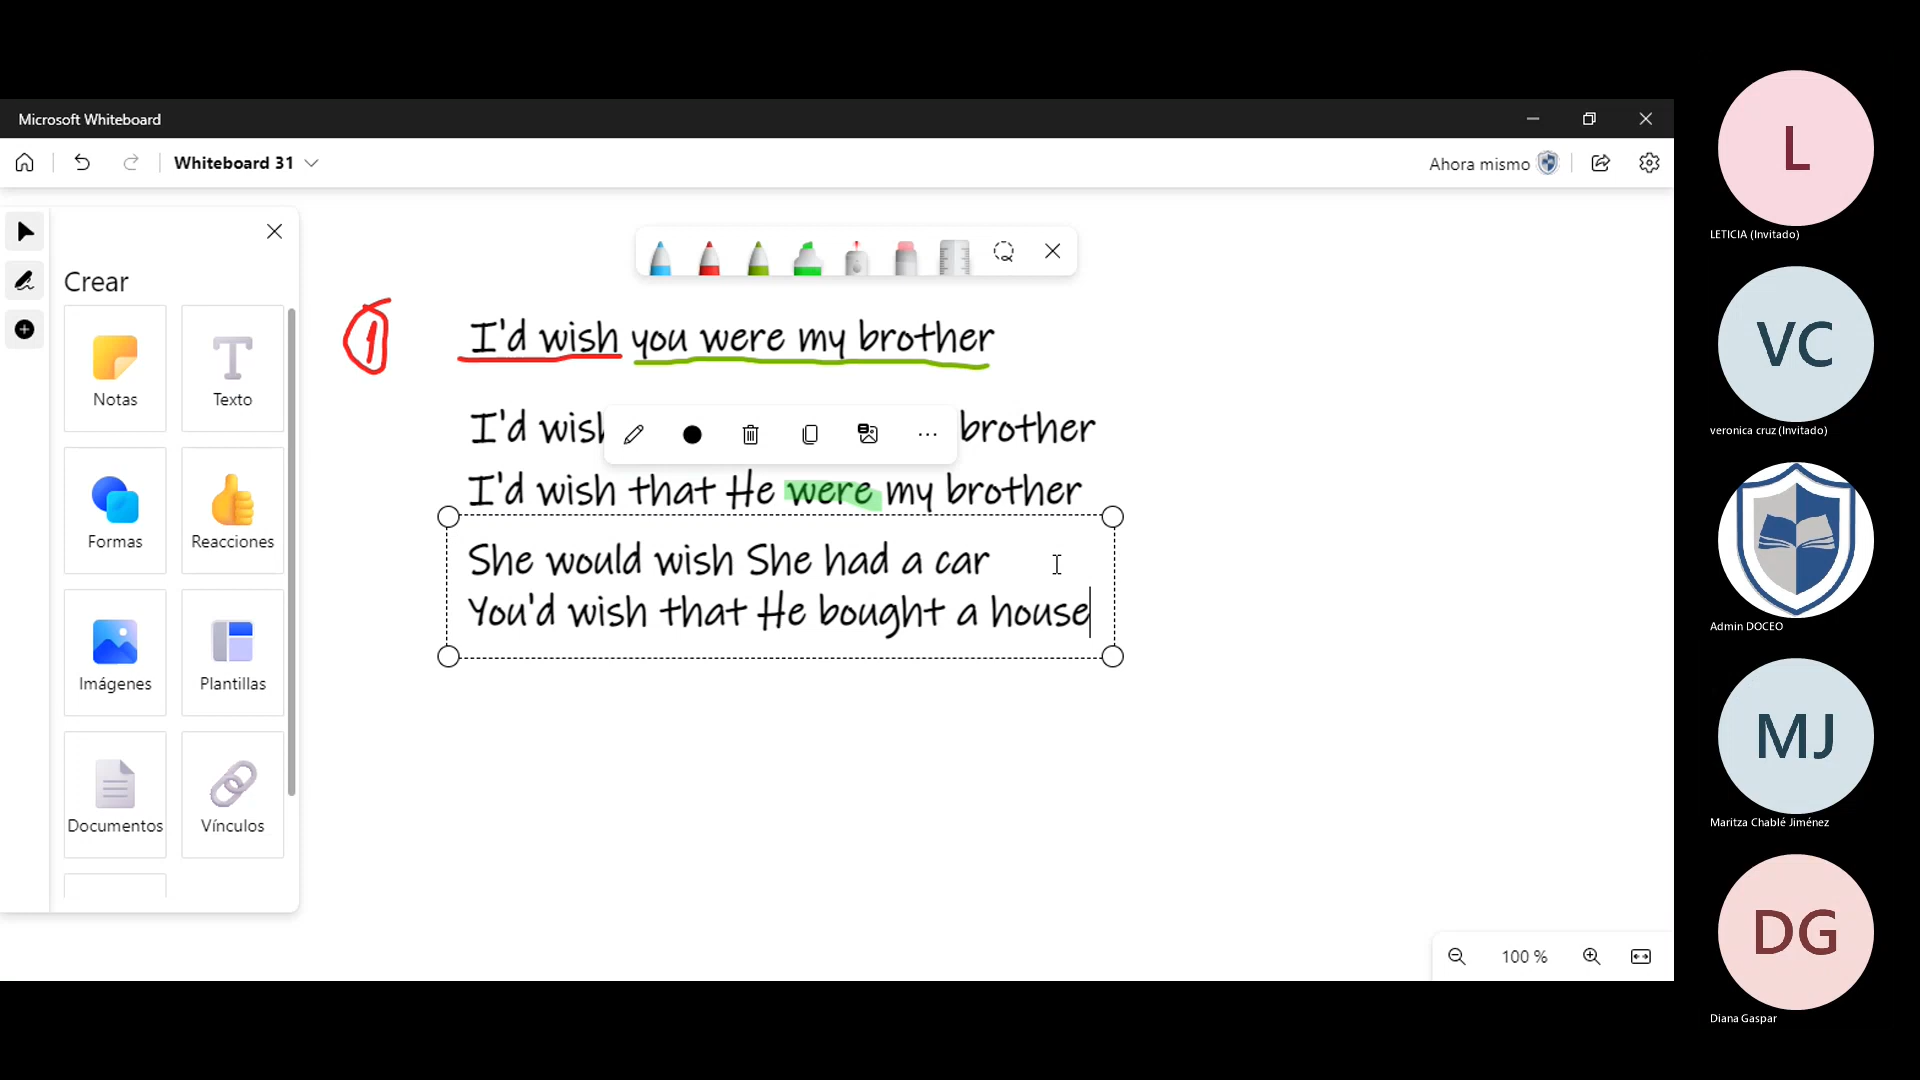 Microsoft Whiteboard
Whiteboard 31
Ahora mismo
Crear
Notas
Texto
Formas
Reacciones
Imágenes
Plantillas
Documentos
Vínculos
1
I'd wish you were my brother
I'd wish brother
I'd wish that He were my brother
She would wish She had a car
You'd wish that He bought a house
100 %
L
LETICIA (Invitado)
VC
veronica cruz (Invitado)
Admin DOCEO
MJ
Maritza Chablé Jiménez
DG
Diana Gaspar